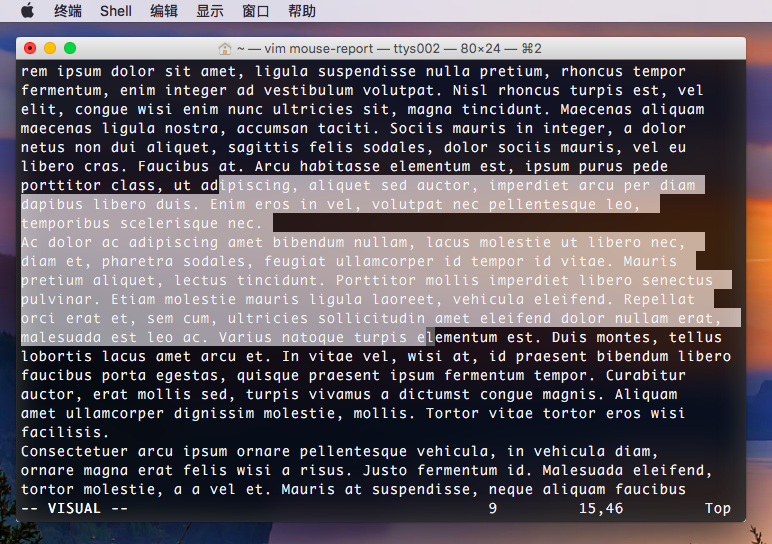 终端 Shell 编辑 显示 窗口 帮助
~ — vim mouse-report — ttys002 — 80×24 — ⌘2
rem ipsum dolor sit amet, ligula suspendisse nulla pretium, rhoncus tempor
fermentum, enim integer ad vestibulum volutpat. Nisl rhoncus turpis est, vel
elit, congue wisi enim nunc ultricies sit, magna tincidunt. Maecenas aliquam
maecenas ligula nostra, accumsan taciti. Sociis mauris in integer, a dolor
netus non dui aliquet, sagittis felis sodales, dolor sociis mauris, vel eu
libero cras. Faucibus at. Arcu habitasse elementum est, ipsum purus pede
porttitor class, ut adipiscing, aliquet sed auctor, imperdiet arcu per diam
dapibus libero duis. Enim eros in vel, volutpat nec pellentesque leo,
temporibus scelerisque nec.
Ac dolor ac adipiscing amet bibendum nullam, lacus molestie ut libero nec,
diam et, pharetra sodales, feugiat ullamcorper id tempor id vitae. Mauris
pretium aliquet, lectus tincidunt. Porttitor mollis imperdiet libero senectus
pulvinar. Etiam molestie mauris ligula laoreet, vehicula eleifend. Repellat
orci erat et, sem cum, ultricies sollicitudin amet eleifend dolor nullam erat,
malesuada est leo ac. Varius natoque turpis elementum est. Duis montes, tellus
lobortis lacus amet arcu et. In vitae vel, wisi at, id praesent bibendum libero
faucibus porta egestas, quisque praesent ipsum fermentum tempor. Curabitur
auctor, erat mollis sed, turpis vivamus a dictumst congue magnis. Aliquam
amet ullamcorper dignissim molestie, mollis. Tortor vitae tortor eros wisi
facilisis.
Consectetuer arcu ipsum ornare pellentesque vehicula, in vehicula diam,
ornare magna erat felis wisi a risus. Justo fermentum id. Malesuada eleifend,
tortor molestie, a a vel et. Mauris at suspendisse, neque aliquam faucibus
-- VISUAL -- 9 15,46 Top